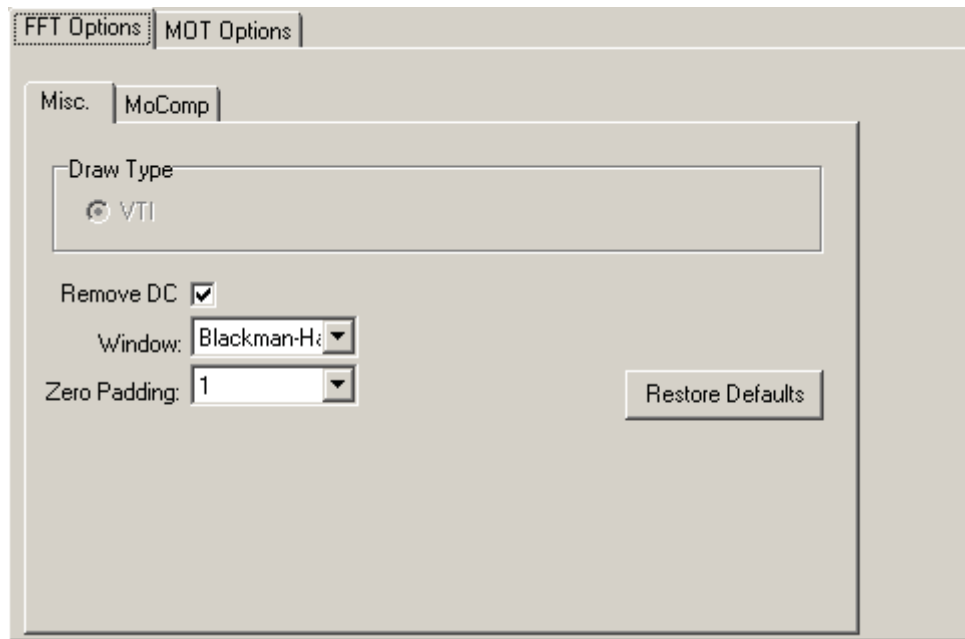 FFT Options MOT Options
Misc. MoComp
Draw Type
VTI
Remove DC
Window: Blackman-Ha
Zero Padding: 1
Restore Defaults